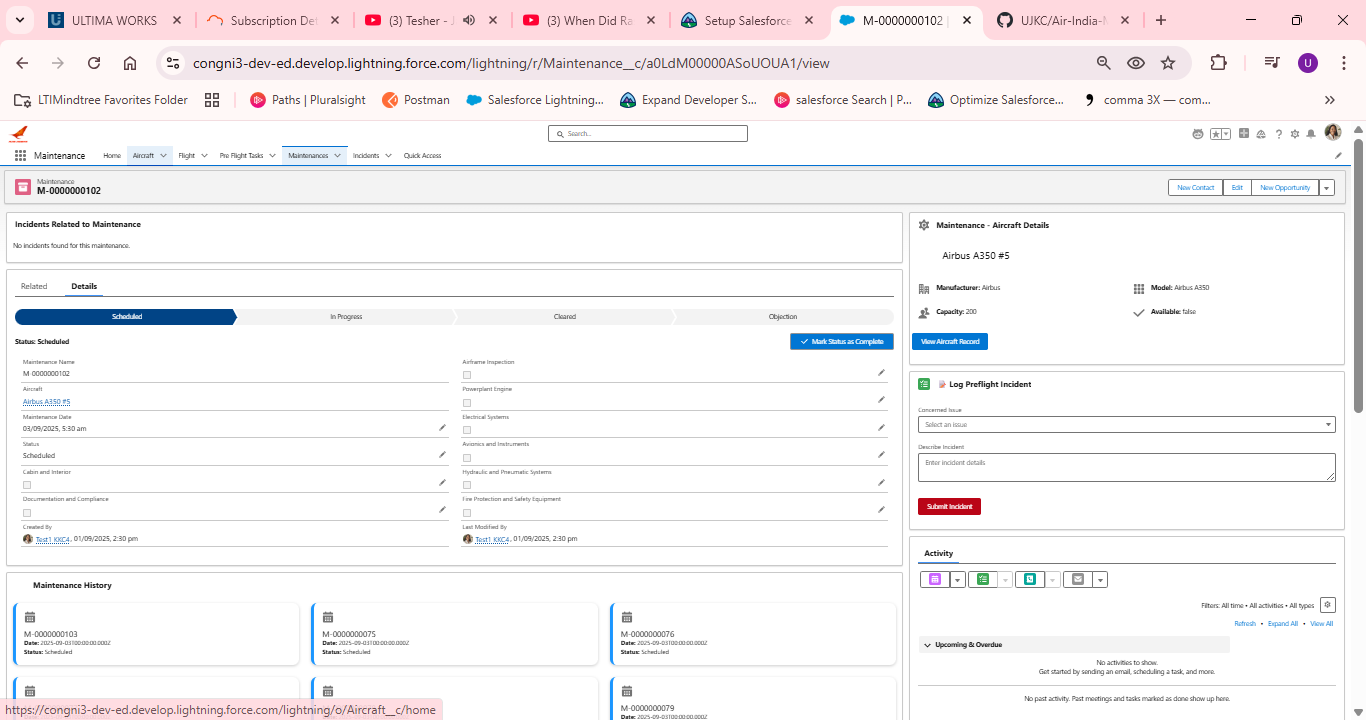 ULTIMA WORKS
Subscription Det
(3) Tesher - J
(3) When Did Ra
Setup Salesforce
M-0000000102 |
UJKC/Air-India-M
congni3-dev-ed.develop.lightning.force.com/lightning/r/Maintenance__c/a0LdM00000ASoUOUA1/view
U
LTIMindtree Favorites Folder
Paths | Pluralsight
Postman
Salesforce Lightning...
Expand Developer S...
salesforce Search | P...
Optimize Salesforce...
comma 3X — com...
Search...
Maintenance
Home
Aircraft
Flight
Pre Flight Tasks
Maintenances
Incidents
Quick Access
Maintenance
M-0000000102
New Contact
Edit
New Opportunity
Incidents Related to Maintenance
No incidents found for this maintenance.
Related
Details
Scheduled
In Progress
Cleared
Objection
Status: Scheduled
Mark Status as Complete
Maintenance Name
M-0000000102
Aircraft
Airbus A350 #5
Maintenance Date
03/09/2025, 5:30 am
Status
Scheduled
Cabin and Interior
Documentation and Compliance
Created By
Test1 KKC4, 01/09/2025, 2:30 pm
Airframe Inspection
Powerplant Engine
Electrical Systems
Avionics and Instruments
Hydraulic and Pneumatic Systems
Fire Protection and Safety Equipment
Last Modified By
Test1 KKC4, 01/09/2025, 2:30 pm
Maintenance History
M-0000000103
Date: 2025-09-03T00:00:00.000Z
Status: Scheduled
M-0000000075
Date: 2025-09-03T00:00:00.000Z
Status: Scheduled
M-0000000076
Date: 2025-09-03T00:00:00.000Z
Status: Scheduled
M-0000000079
Date: 2025-09-03T00:00:00.000Z
Maintenance - Aircraft Details
Airbus A350 #5
Manufacturer: Airbus
Model: Airbus A350
Capacity: 200
Available: false
View Aircraft Record
Log Preflight Incident
Concerned Issue
Select an issue
Describe Incident
Enter incident details
Submit Incident
Activity
Filters: All time • All activities • All types
Refresh • Expand All • View All
Upcoming & Overdue
No activities to show.
Get started by sending an email, scheduling a task, and more.
No past activity. Past meetings and tasks marked as done show up here.
https://congni3-dev-ed.develop.lightning.force.com/lightning/o/Aircraft__c/home